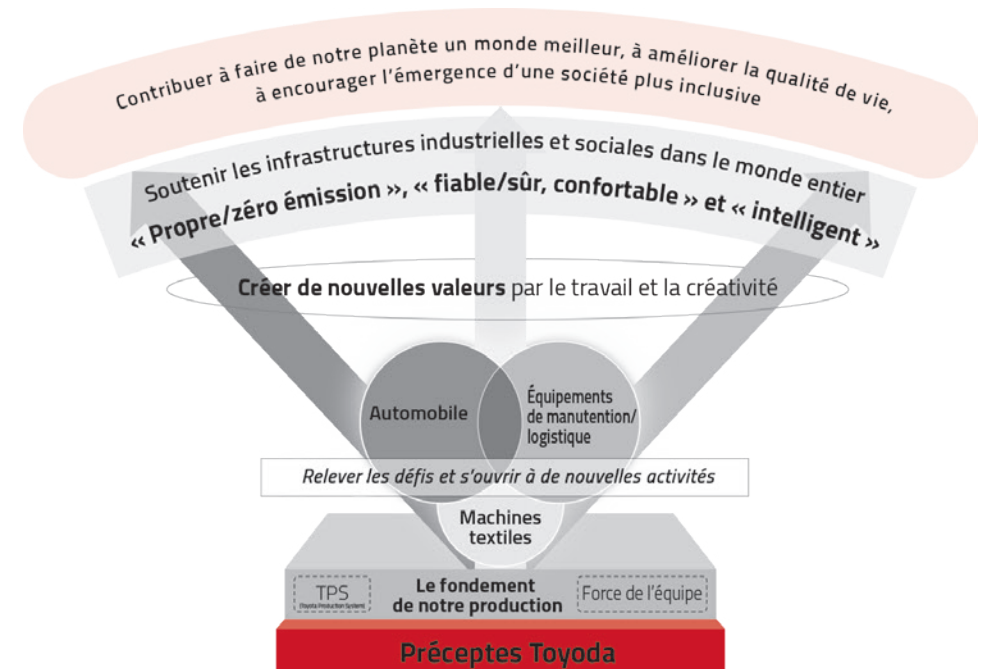 Contribuer à faire de notre planète un monde meilleur, à améliorer la qualité de vie,
à encourager l’émergence d’une société plus inclusive
Soutenir les infrastructures industrielles et sociales dans le monde entier
« Propre/zéro émission », « fiable/sûr, confortable » et « intelligent »
Créer de nouvelles valeurs par le travail et la créativité
Automobile
Équipements
de manutention/
logistique
Relever les défis et s’ouvrir à de nouvelles activités
Machines
textiles
TPS
(Toyota Production System)
Le fondement
de notre production
Force de l’équipe
Préceptes Toyoda